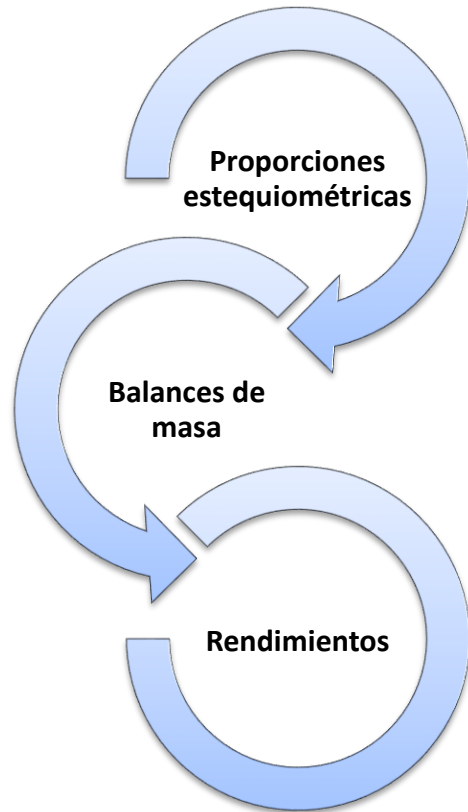 Proporciones
estequiométricas
Balances de
masa
Rendimientos